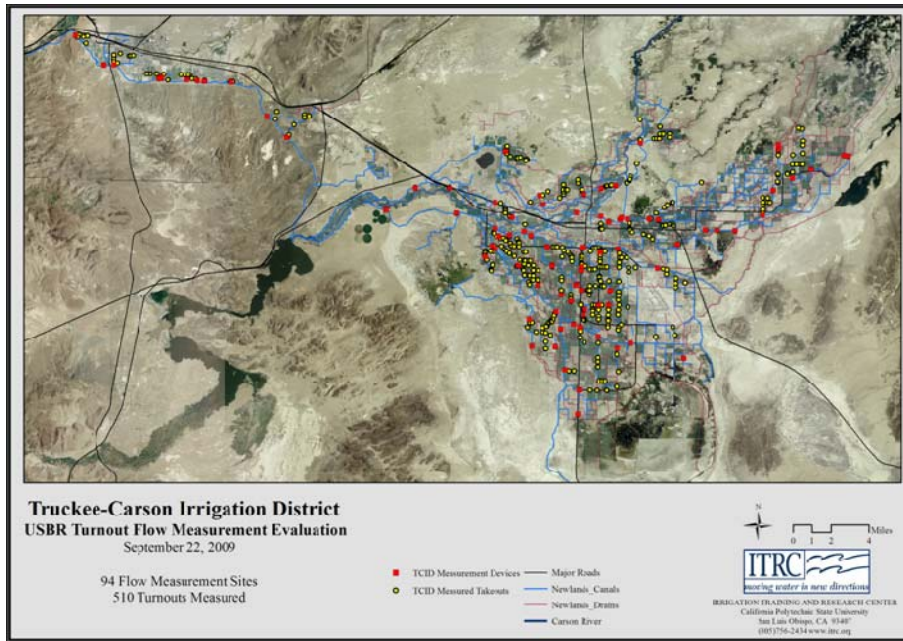 Truckee-Carson Irrigation District
USBR Turnout Flow Measurement Evaluation
September 22, 2009
94 Flow Measurement Sites
510 Turnouts Measured
TCID Measurement Devices
TCID Messured Takeouts
Major Roads
Newlands_Canals
Newlands_Drains
Carson River
N
Miles
0 1 2 4
ITRC
moving water in new directions
IRRIGATION TRAINING AND RESEARCH CENTER
California Polytechnic State University
San Luis Obispo, CA 93407
(805)756-2434 www.itrc.org